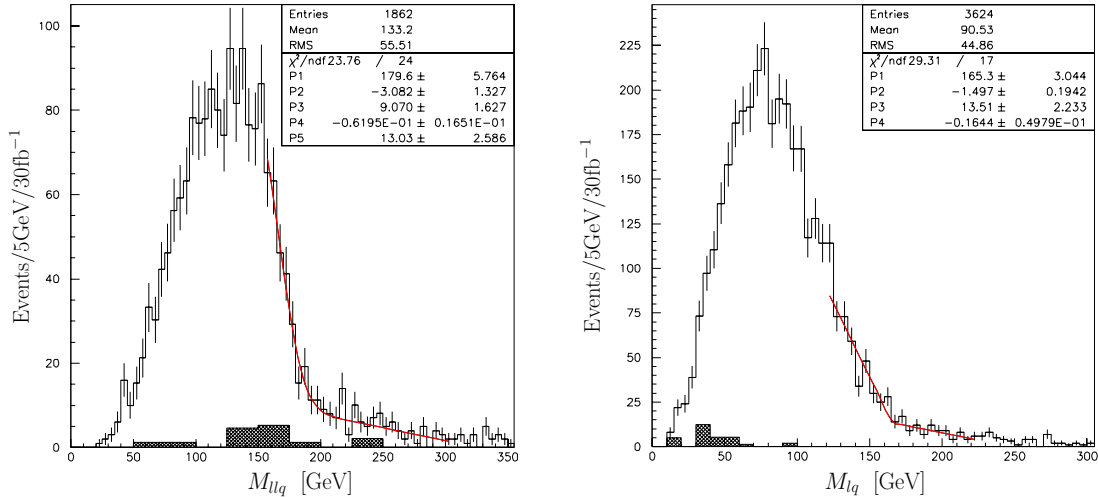 Entries 1862
Mean 133.2
RMS 55.51
χ²/ndf 23.76 / 24
P1 179.6 ± 5.764
P2 -3.082 ± 1.327
P3 9.070 ± 1.627
P4 -0.6195E-01 ± 0.1651E-01
P5 13.03 ± 2.586
100
80
60
40
20
0
Events/5GeV/30fb⁻¹
0 50 100 150 200 250 300 350
M_{llq} [GeV]
Entries 3624
Mean 90.53
RMS 44.86
χ²/ndf 29.31 / 17
P1 165.3 ± 3.044
P2 -1.497 ± 0.1942
P3 13.51 ± 2.233
P4 -0.1644 ± 0.4979E-01
225
200
175
150
125
100
75
50
25
0
Events/5GeV/30fb⁻¹
0 50 100 150 200 250 300
M_{lq} [GeV]